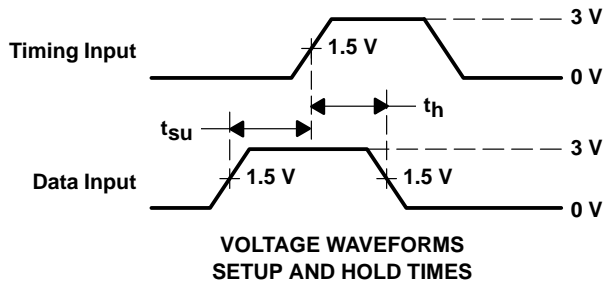 3 V
Timing Input
1.5 V
0 V
tsu
th
3 V
Data Input
1.5 V
1.5 V
0 V
VOLTAGE WAVEFORMS
SETUP AND HOLD TIMES